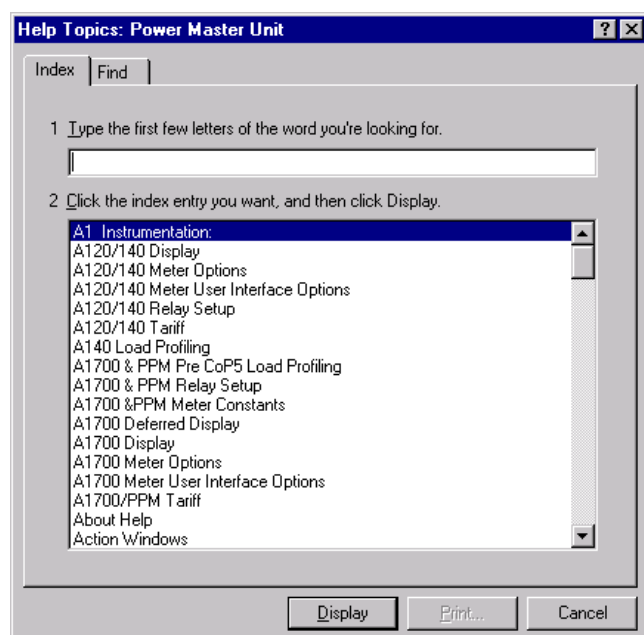 Help Topics: Power Master Unit
Index
Find
1 Type the first few letters of the word you're looking for.
2 Click the index entry you want, and then click Display.
A1 Instrumentation:
A120/140 Display
A120/140 Meter Options
A120/140 Meter User Interface Options
A120/140 Relay Setup
A120/140 Tariff
A140 Load Profiling
A1700 & PPM Pre CoP5 Load Profiling
A1700 & PPM Relay Setup
A1700 &PPM Meter Constants
A1700 Deferred Display
A1700 Display
A1700 Meter Options
A1700 Meter User Interface Options
A1700/PPM Tariff
About Help
Action Windows
Display
Print...
Cancel